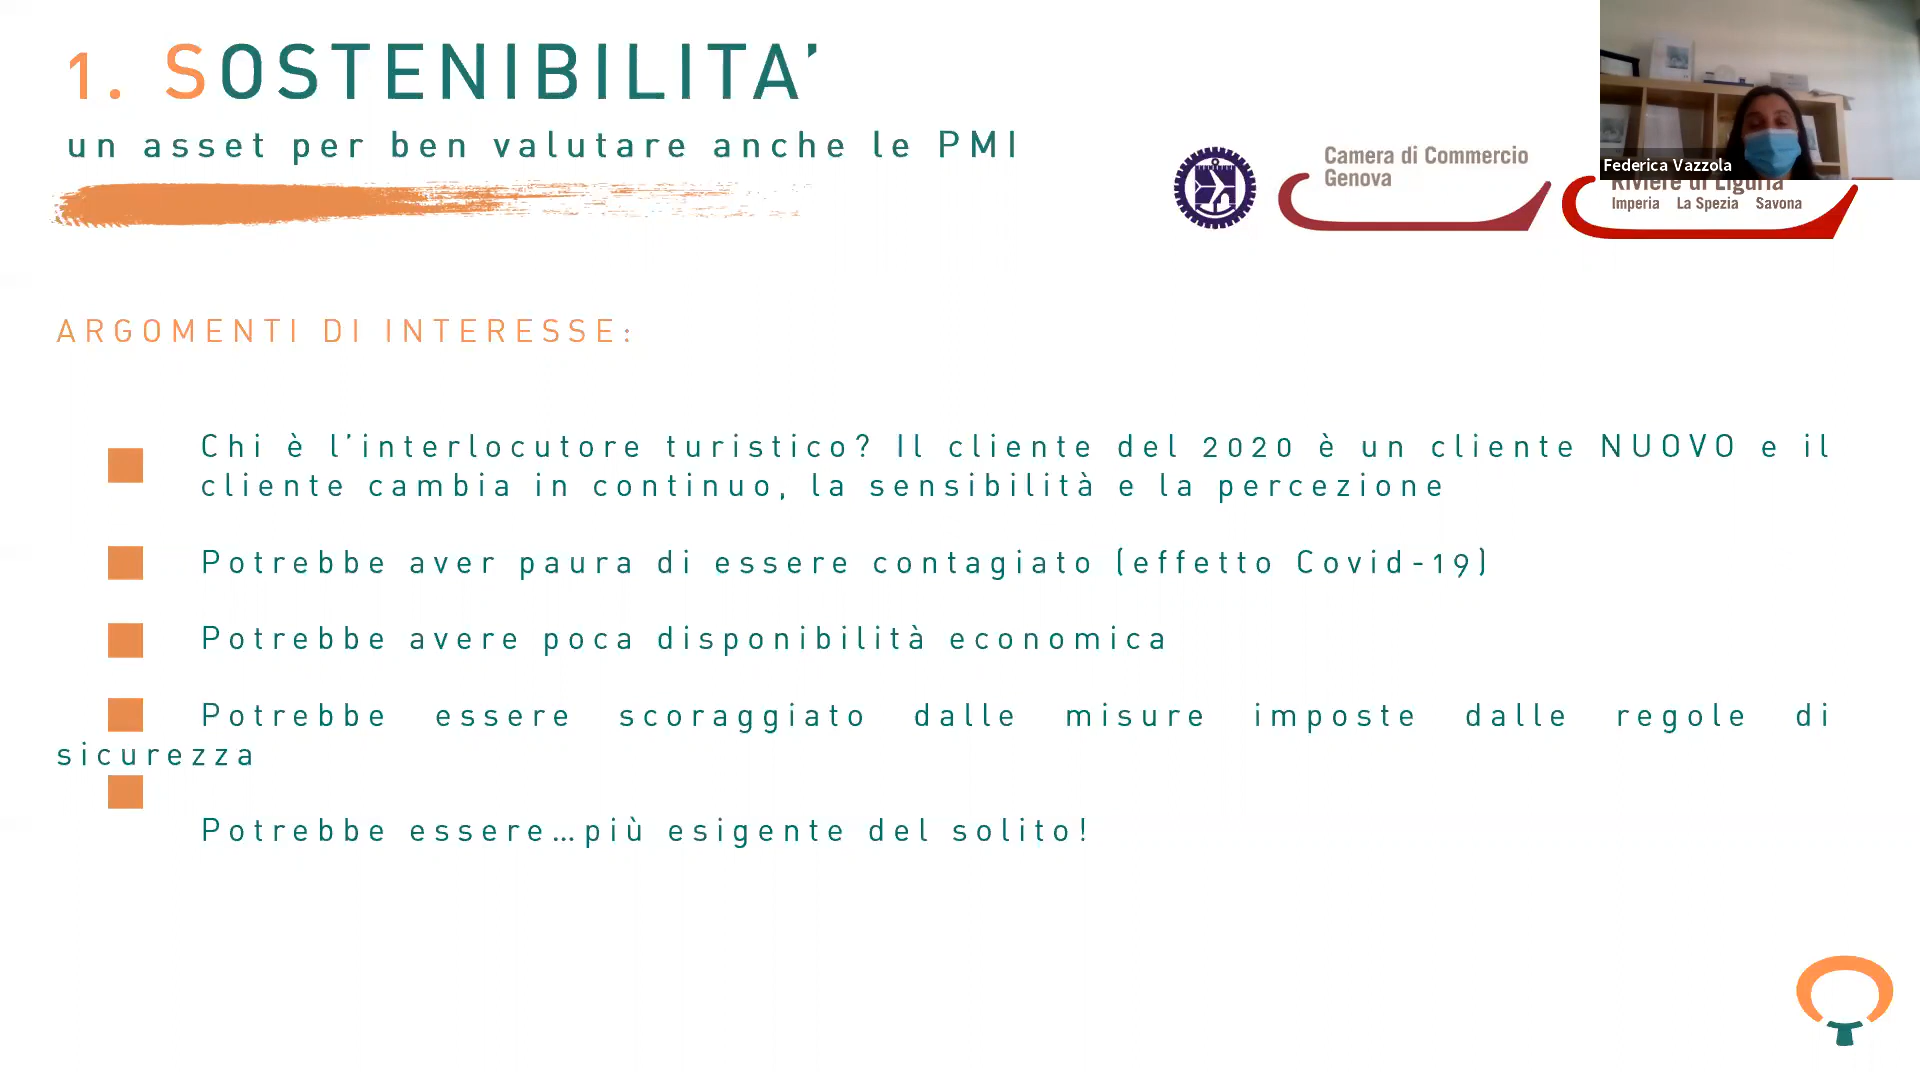 1. SOSTENIBILITA’
un asset per ben valutare anche le PMI
Camera di Commercio
Genova
Federica Vazzola
Riviere di Liguria
Imperia La Spezia Savona
ARGOMENTI DI INTERESSE:
Chi è l’interlocutore turistico? Il cliente del 2020 è un cliente NUOVO e il
cliente cambia in continuo, la sensibilità e la percezione
Potrebbe aver paura di essere contagiato (effetto Covid-19)
Potrebbe avere poca disponibilità economica
Potrebbe essere scoraggiato dalle misure imposte dalle regole di
sicurezza
Potrebbe essere…più esigente del solito!